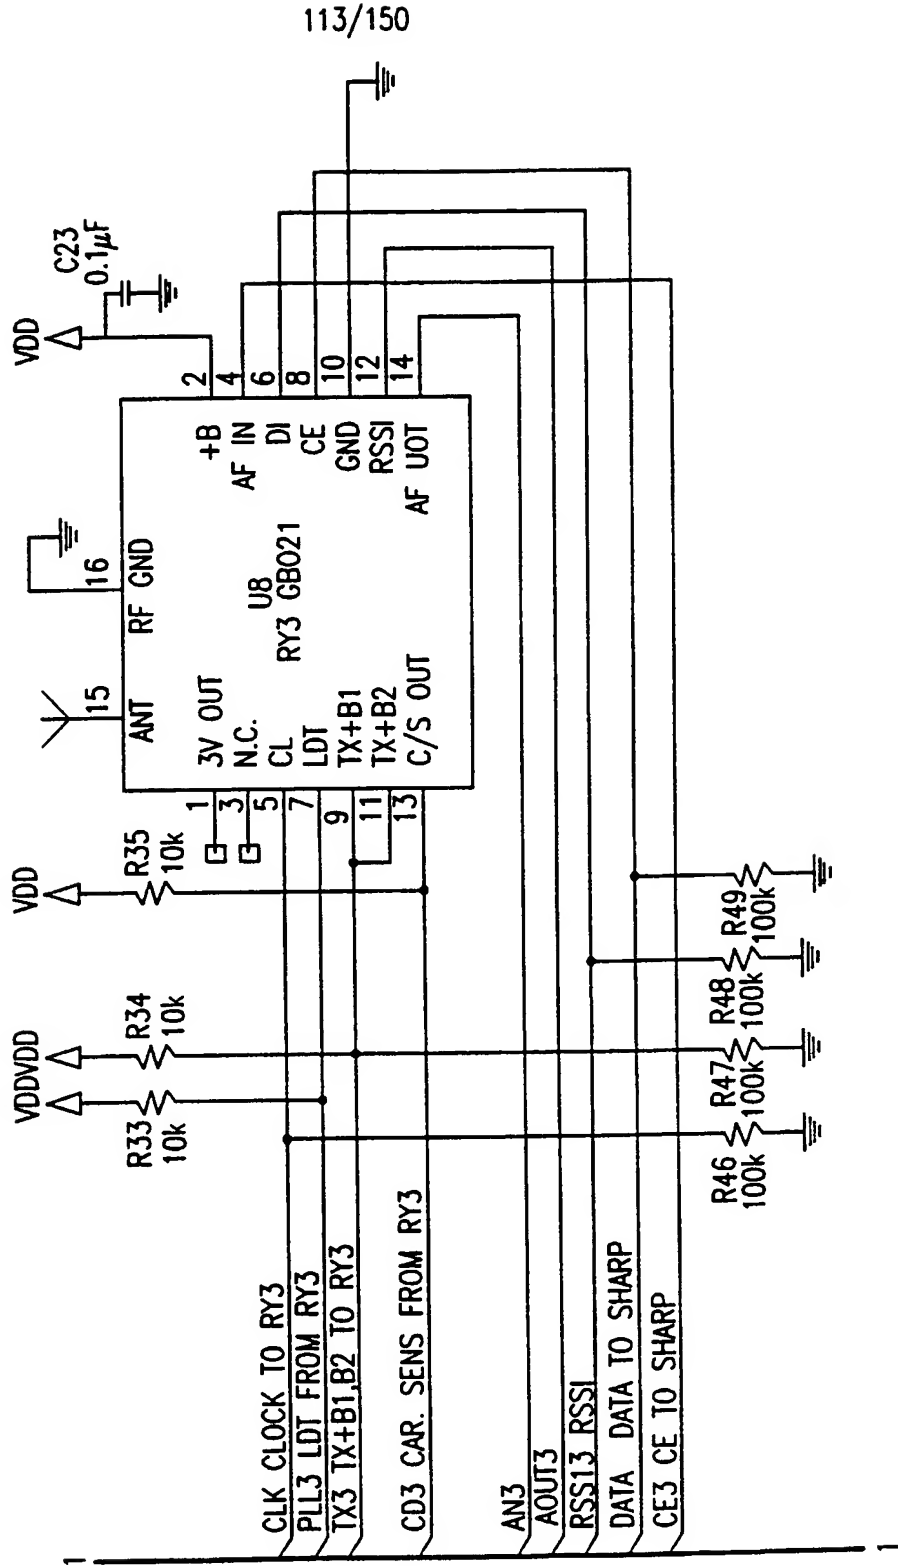 113/150
VDD
C23
0.1µF
2
4
6
8
10
12
14
+B
AF IN
DI
CE
GND
RSSI
AF UOT
16
RF GND
U8
RY3 GB021
15
ANT
3V OUT
N.C.
CL
LDT
TX+B1
TX+B2
C/S OUT
1
3
5
7
9
11
13
VDD
R35
10k
VDDVDD
R34
10k
R33
10k
R49
100k
R48
100k
R47
100k
R46
100k
CLK CLOCK TO RY3
PLL3 LDT FROM RY3
TX3 TX+B1,B2 TO RY3
CD3 CAR. SENS FROM RY3
AN3
AOUT3
RSS13 RSSI
DATA DATA TO SHARP
CE3 CE TO SHARP
1
1